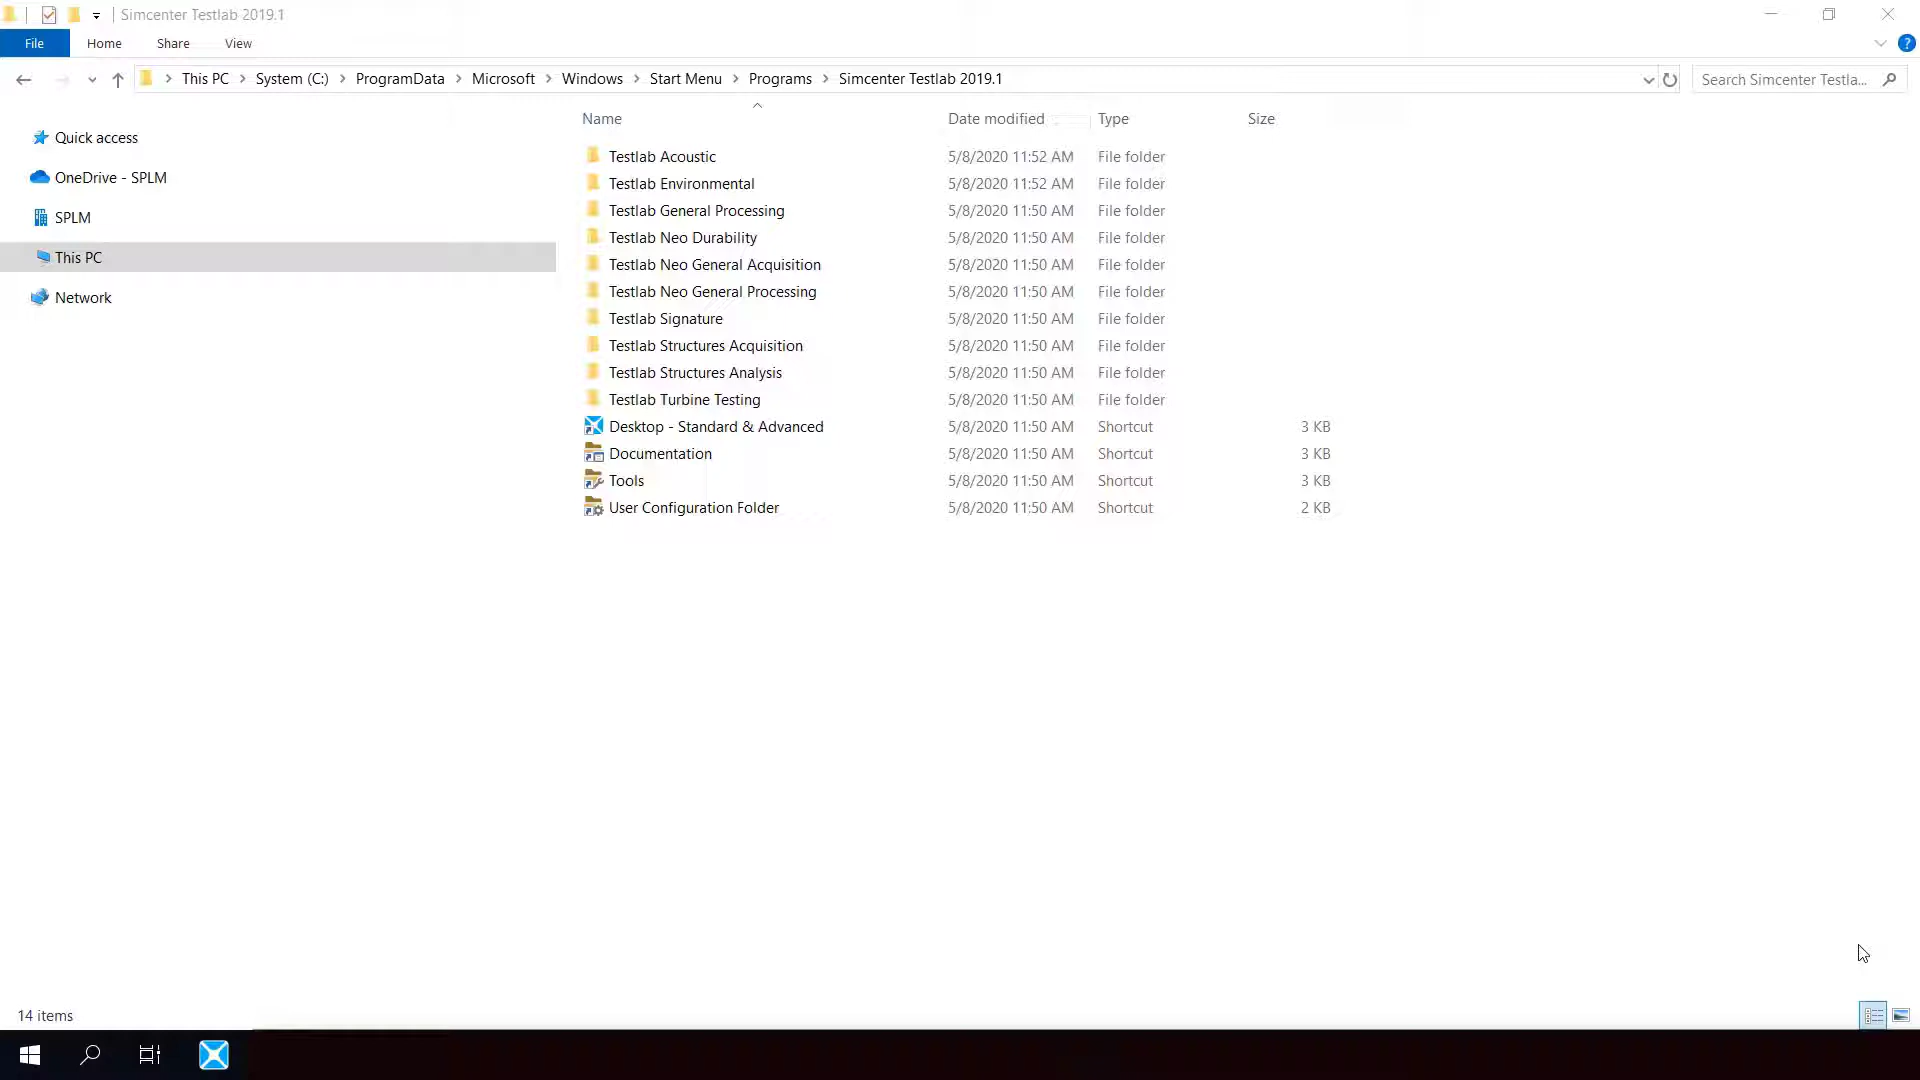 Simcenter Testlab 2019.1
File Home Share View
?
This PC System (C:) ProgramData Microsoft Windows Start Menu Programs Simcenter Testlab 2019.1 Search Simcenter Testla...
Name Date modified Type Size
Quick access
OneDrive - SPLM
SPLM
This PC
Network
Testlab Acoustic 5/8/2020 11:52 AM File folder
Testlab Environmental 5/8/2020 11:52 AM File folder
Testlab General Processing 5/8/2020 11:50 AM File folder
Testlab Neo Durability 5/8/2020 11:50 AM File folder
Testlab Neo General Acquisition 5/8/2020 11:50 AM File folder
Testlab Neo General Processing 5/8/2020 11:50 AM File folder
Testlab Signature 5/8/2020 11:50 AM File folder
Testlab Structures Acquisition 5/8/2020 11:50 AM File folder
Testlab Structures Analysis 5/8/2020 11:50 AM File folder
Testlab Turbine Testing 5/8/2020 11:50 AM File folder
Desktop - Standard & Advanced 5/8/2020 11:50 AM Shortcut 3 KB
Documentation 5/8/2020 11:50 AM Shortcut 3 KB
Tools 5/8/2020 11:50 AM Shortcut 3 KB
User Configuration Folder 5/8/2020 11:50 AM Shortcut 2 KB
14 items